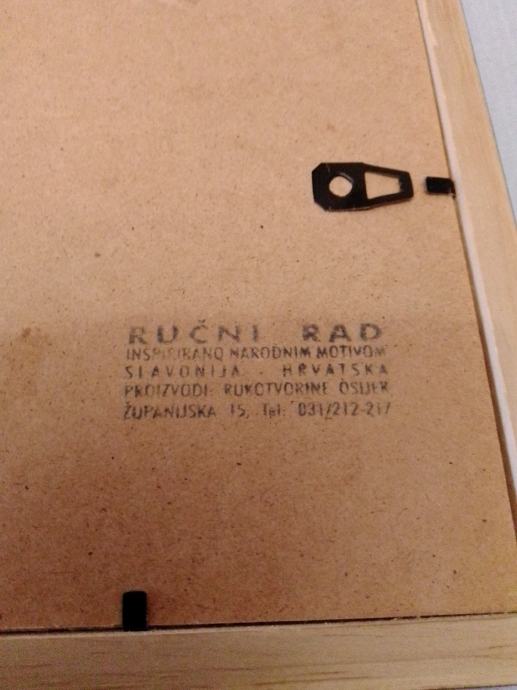 RUČNI RAD
INSPIRIRANO NARODNIM MOTIVOM
SLAVONIJA - HRVATSKA
PROIZVODI: RUKOTVORINE OSIJEK
ŽUPANIJSKA 15, Tel: 031/212-217